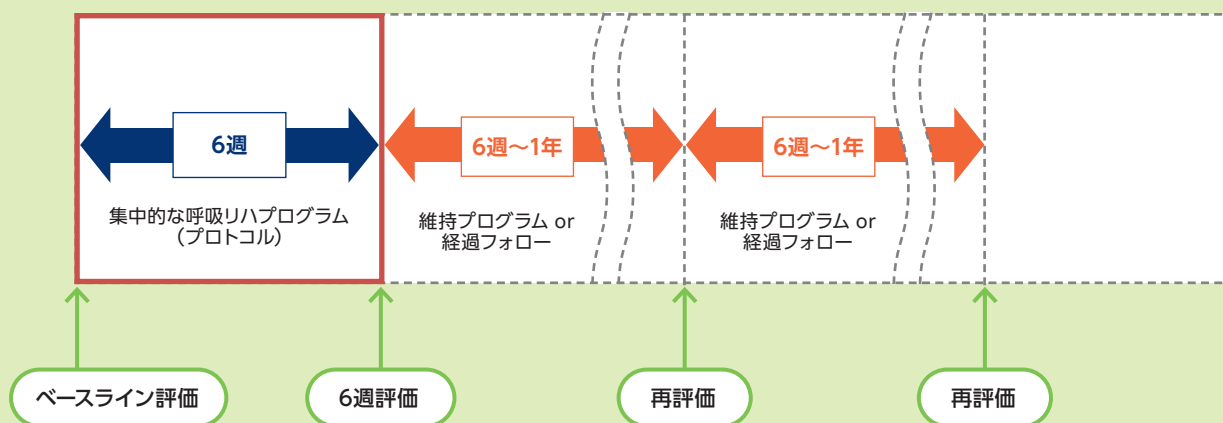 6週
6週～1年
6週～1年
集中的な呼吸リハプログラム
（プロトコル）
維持プログラム or
経過フォロー
維持プログラム or
経過フォロー
ベースライン評価
6週評価
再評価
再評価